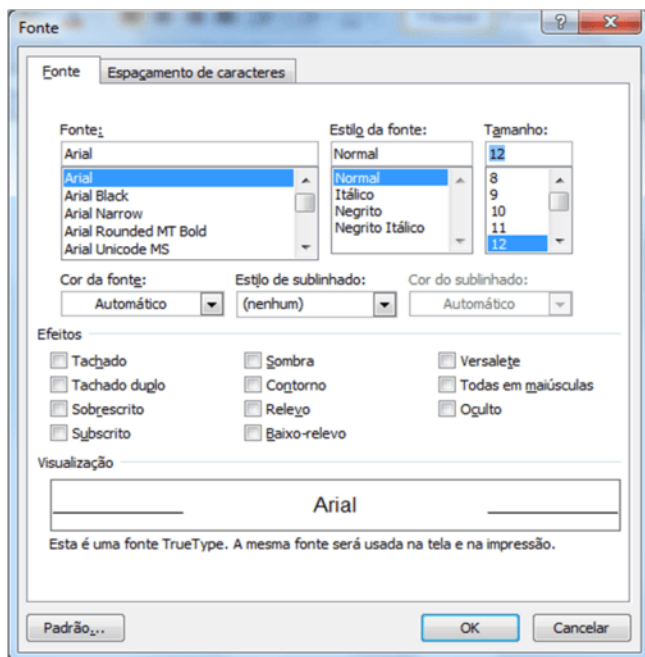 Fonte
Fonte Espaçamento de caracteres
Fonte: Estilo da fonte: Tamanho:
Arial Normal 12
Arial Normal 8
Arial Black Itálico 9
Arial Narrow Negrito 10
Arial Rounded MT Bold Negrito Itálico 11
Arial Unicode MS 12
Cor da fonte: Estilo de sublinhado: Cor do sublinhado:
Automático (nenhum) Automático
Efeitos
Tachado Sombra Versalete
Tachado duplo Contorno Todas em maiúsculas
Sobrescrito Relevo Oculto
Subscrito Baixo-relevo
Visualização
Arial
Esta é uma fonte TrueType. A mesma fonte será usada na tela e na impressão.
Padrão... OK Cancelar